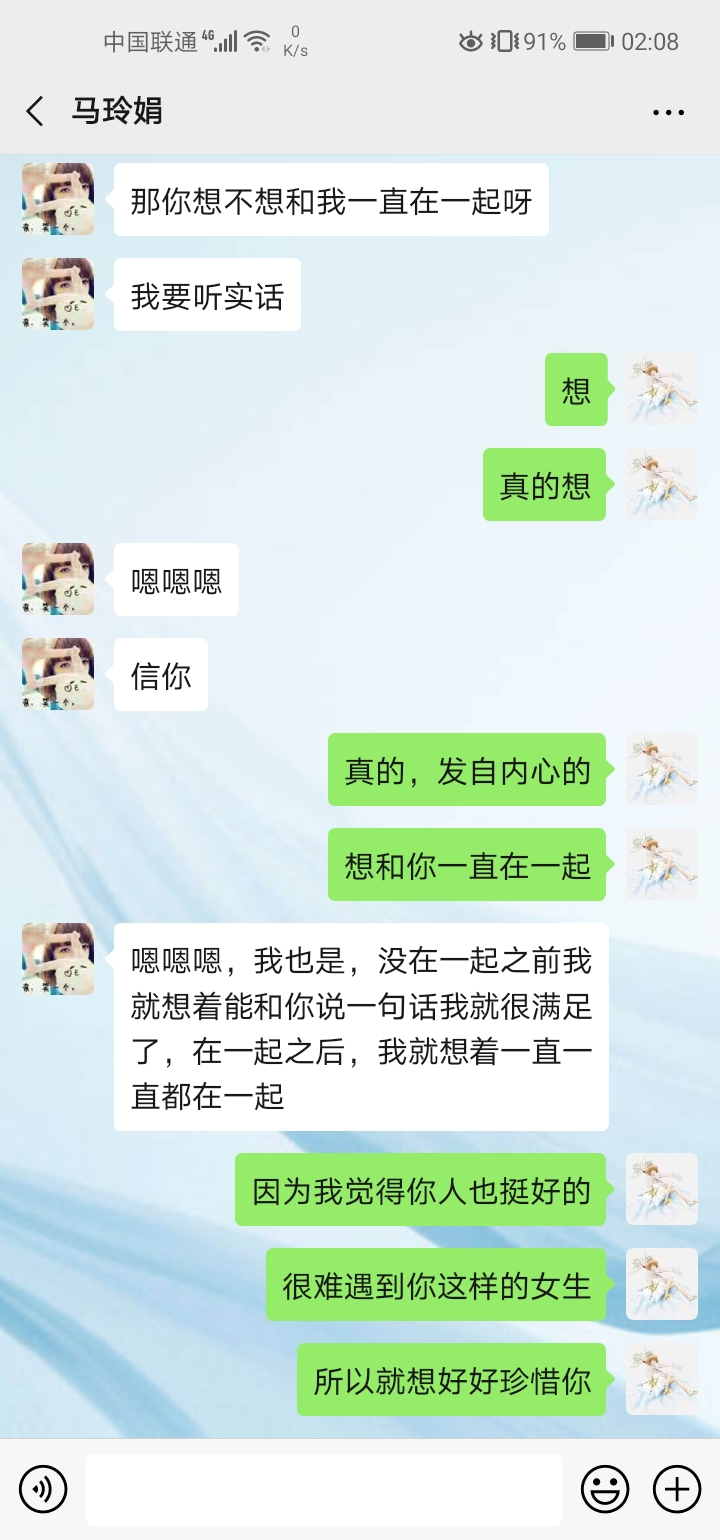 中国联通 4G 0 K/s 91% 02:08
马玲娟
那你想不想和我一直在一起呀
我要听实话
想
真的想
嗯嗯嗯
信你
真的，发自内心的
想和你一直在一起
嗯嗯嗯，我也是，没在一起之前我
就想着能和你说一句话我就很满足
了，在一起之后，我就想着一直一
直都在一起
因为我觉得你人也挺好的
很难遇到你这样的女生
所以就想好好珍惜你